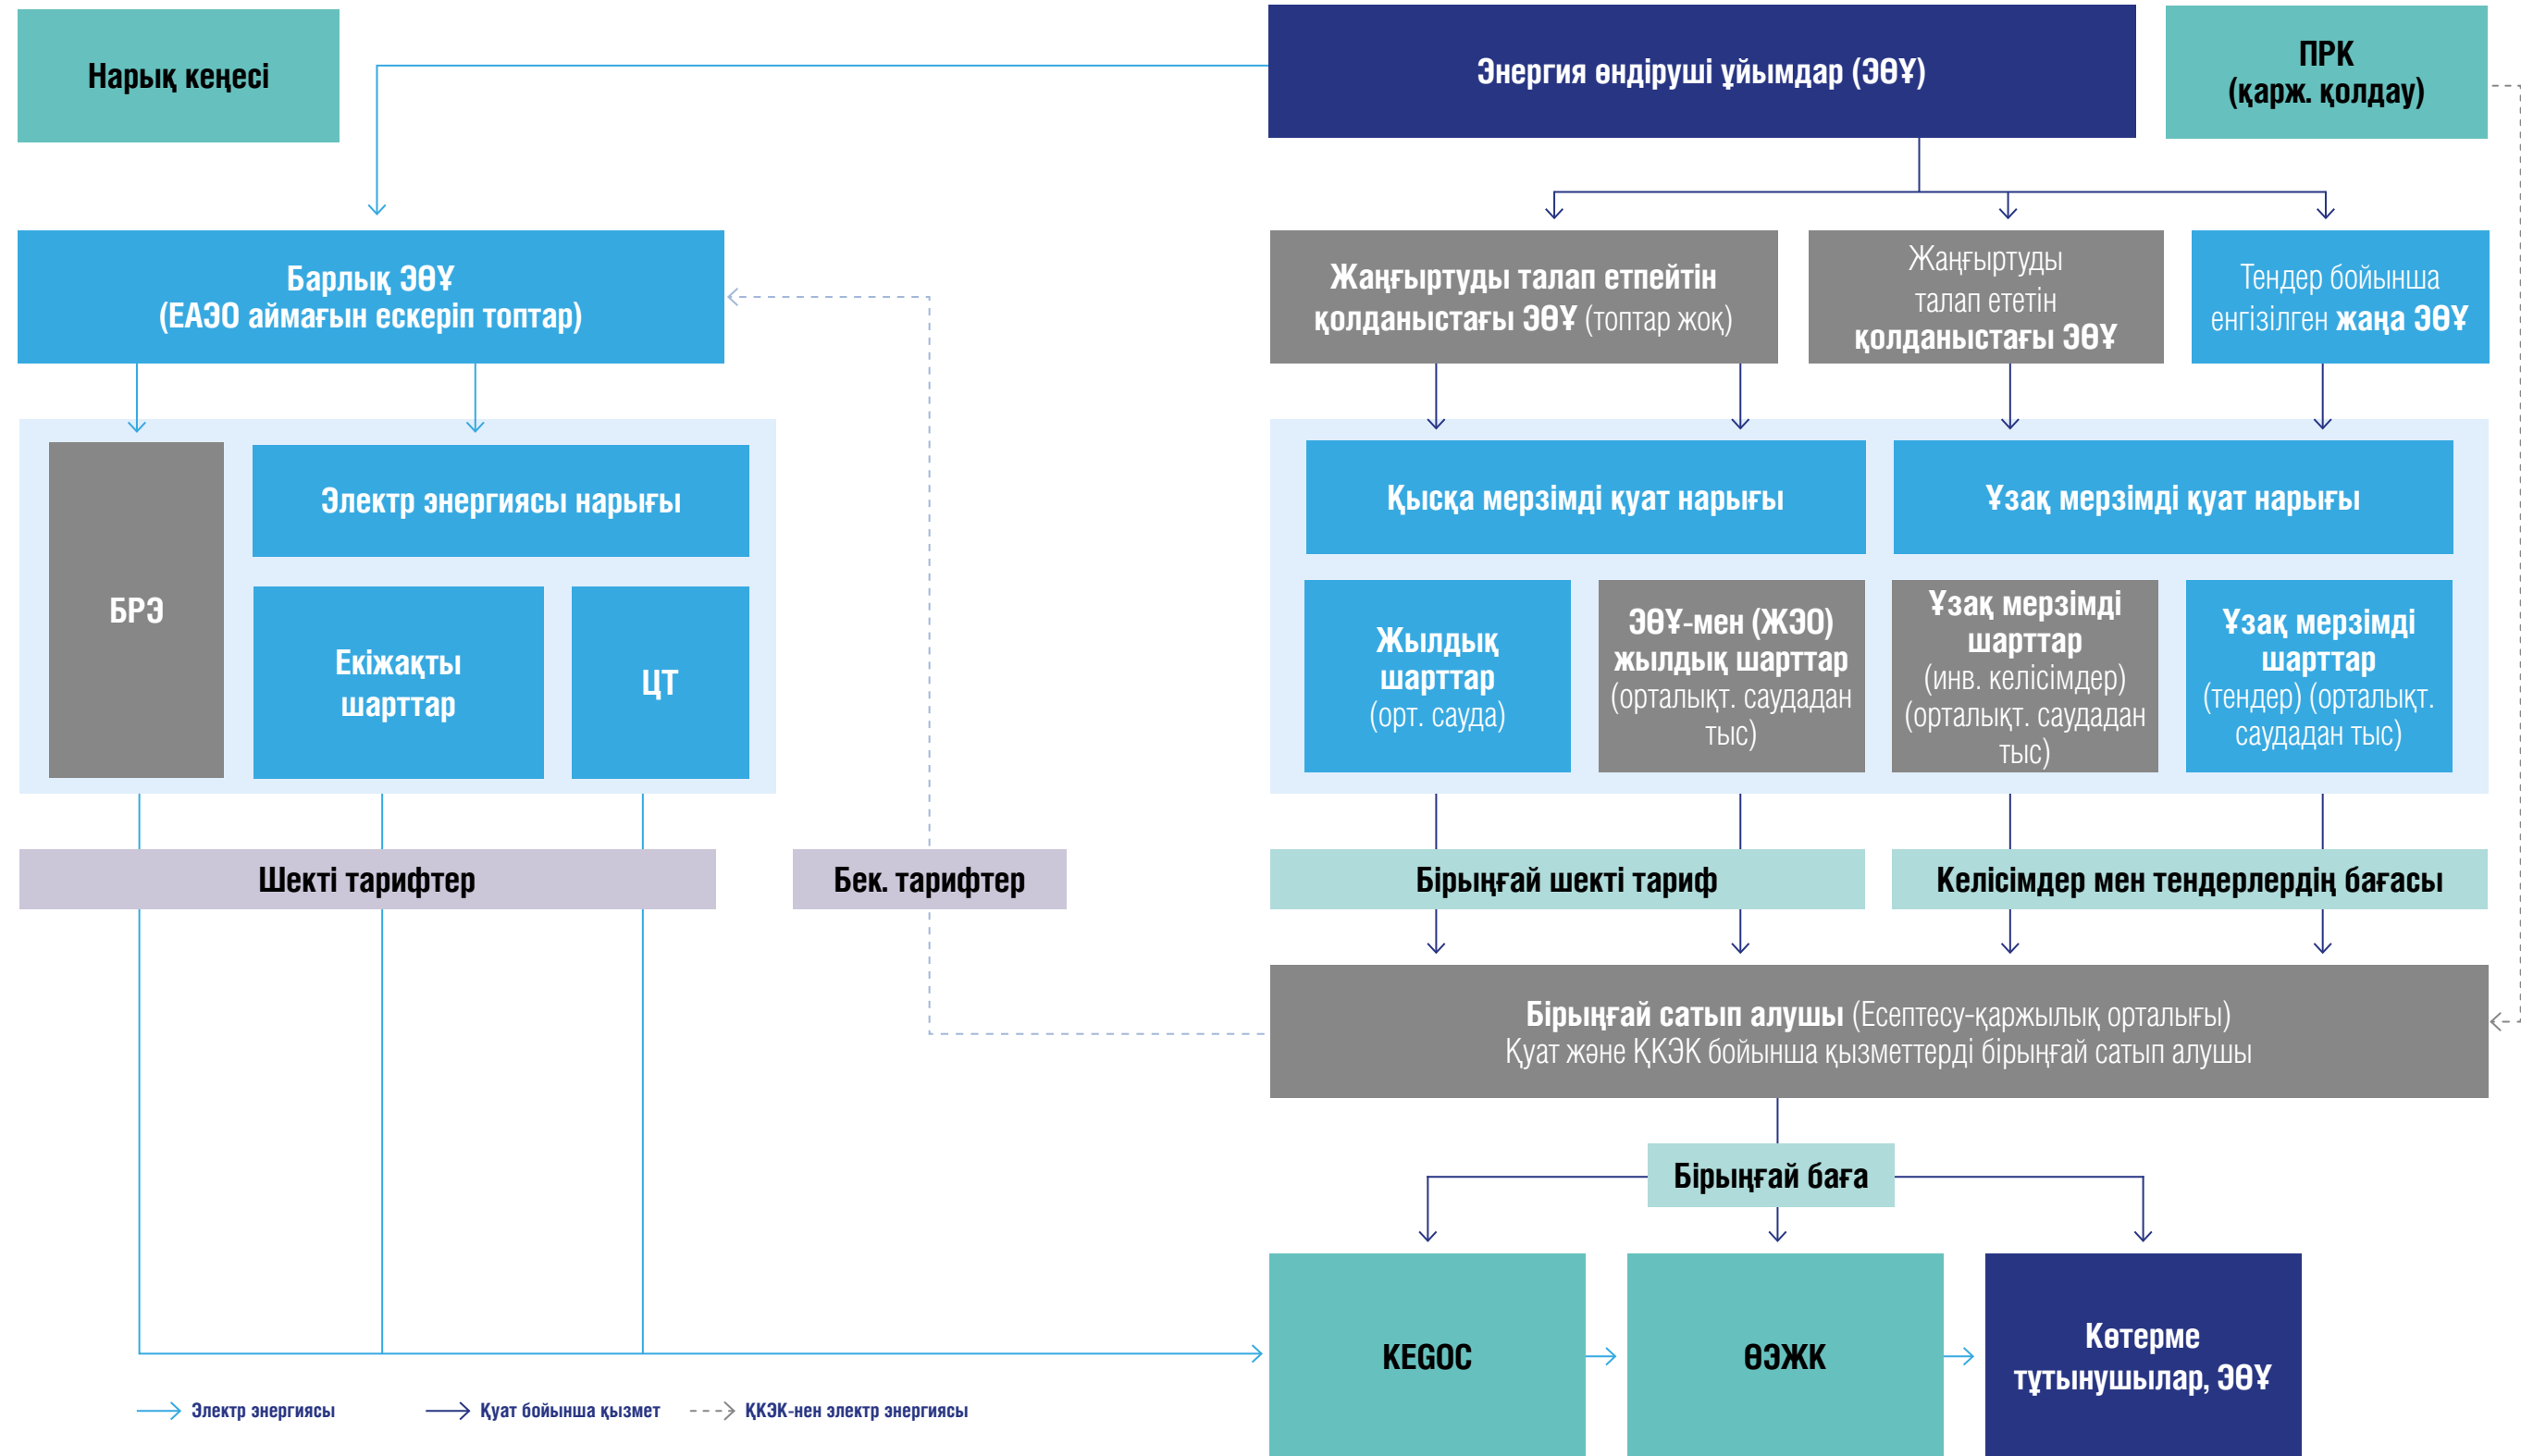 Нарық кеңесі
Энергия өндіруші ұйымдар (ЭӨҰ)
ПРК
(қарж. қолдау)
Барлық ЭӨҰ
(ЕАЭО аймағын ескеріп топтар)
Жаңғыртуды талап етпейтін
қолданыстағы ЭӨҰ (топтар жоқ)
Жаңғыртуды
талап ететін
қолданыстағы ЭӨҰ
Тендер бойынша
енгізілген жаңа ЭӨҰ
БРЭ
Электр энергиясы нарығы
Екіжақты
шарттар
ЦТ
Қысқа мерзімді қуат нарығы
Ұзақ мерзімді қуат нарығы
Жылдық
шарттар
(орт. сауда)
ЭӨҰ-мен (ЖЭО)
жылдық шарттар
(орталықт. саудадан
тыс)
Ұзақ мерзімді
шарттар
(инв. келісімдер)
(орталықт. саудадан
тыс)
Ұзақ мерзімді
шарттар
(тендер) (орталықт.
саудадан тыс)
Шекті тарифтер
Бек. тарифтер
Бірыңғай шекті тариф
Келісімдер мен тендерлердің бағасы
Бірыңғай сатып алушы (Есептесу-қаржылық орталығы)
Қуат және ҚКЭК бойынша қызметтерді бірыңғай сатып алушы
Бірыңғай баға
KEGOC
ӨЭЖК
Көтерме
тұтынушылар, ЭӨҰ
Электр энергиясы
Қуат бойынша қызмет
ҚКЭК-нен электр энергиясы